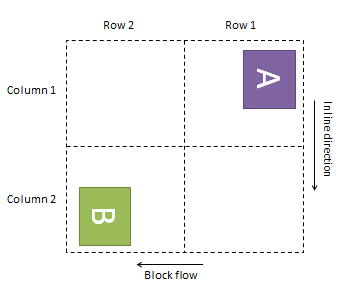 Row 2 Row 1
Column 1
A
Inline direction
Column 2
B
Block flow